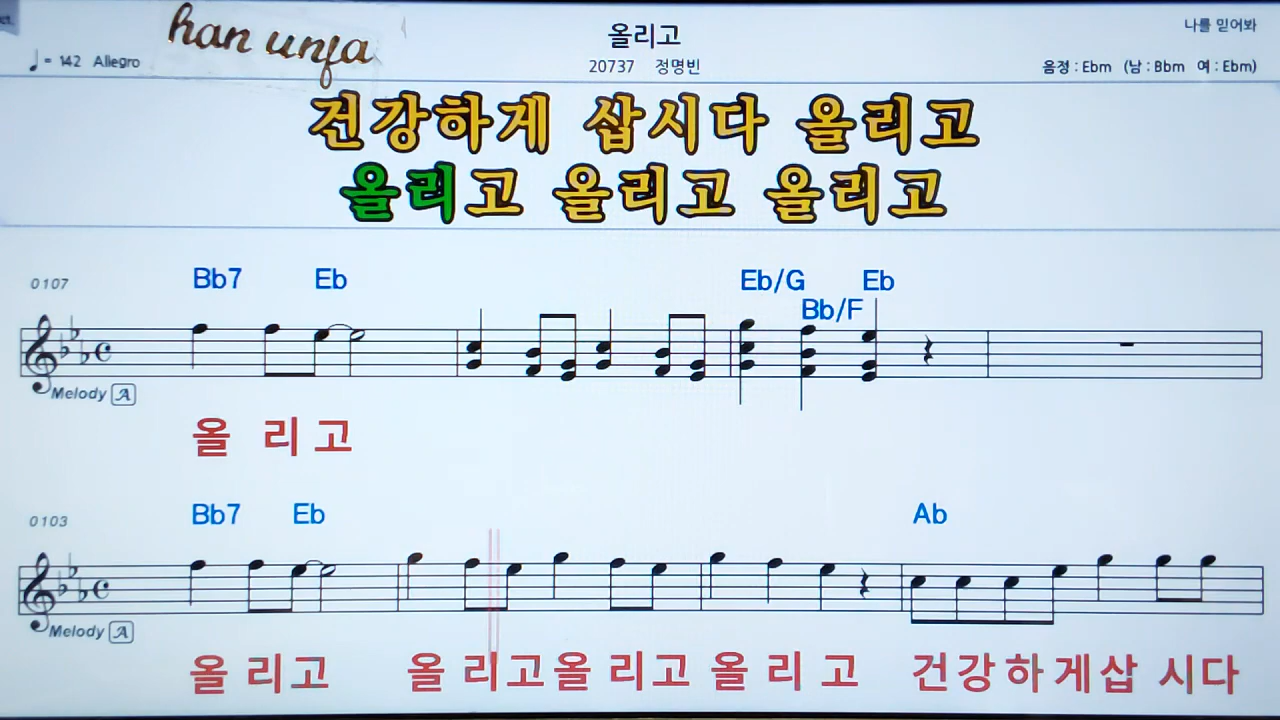 ct.
han unja
올리고
나를 믿어봐
♩= 142 Allegro
20737 정명빈
음정 : Ebm (남 : Bbm 여 : Ebm)
건강하게 삽시다 올리고
올리고 올리고 올리고
0107 Bb7 Eb Eb/G Bb/F Eb
Melody A
올 리 고
0103 Bb7 Eb Ab
Melody A
올 리고 올 리고올 리고 올 리 고 건강하게삽 시다